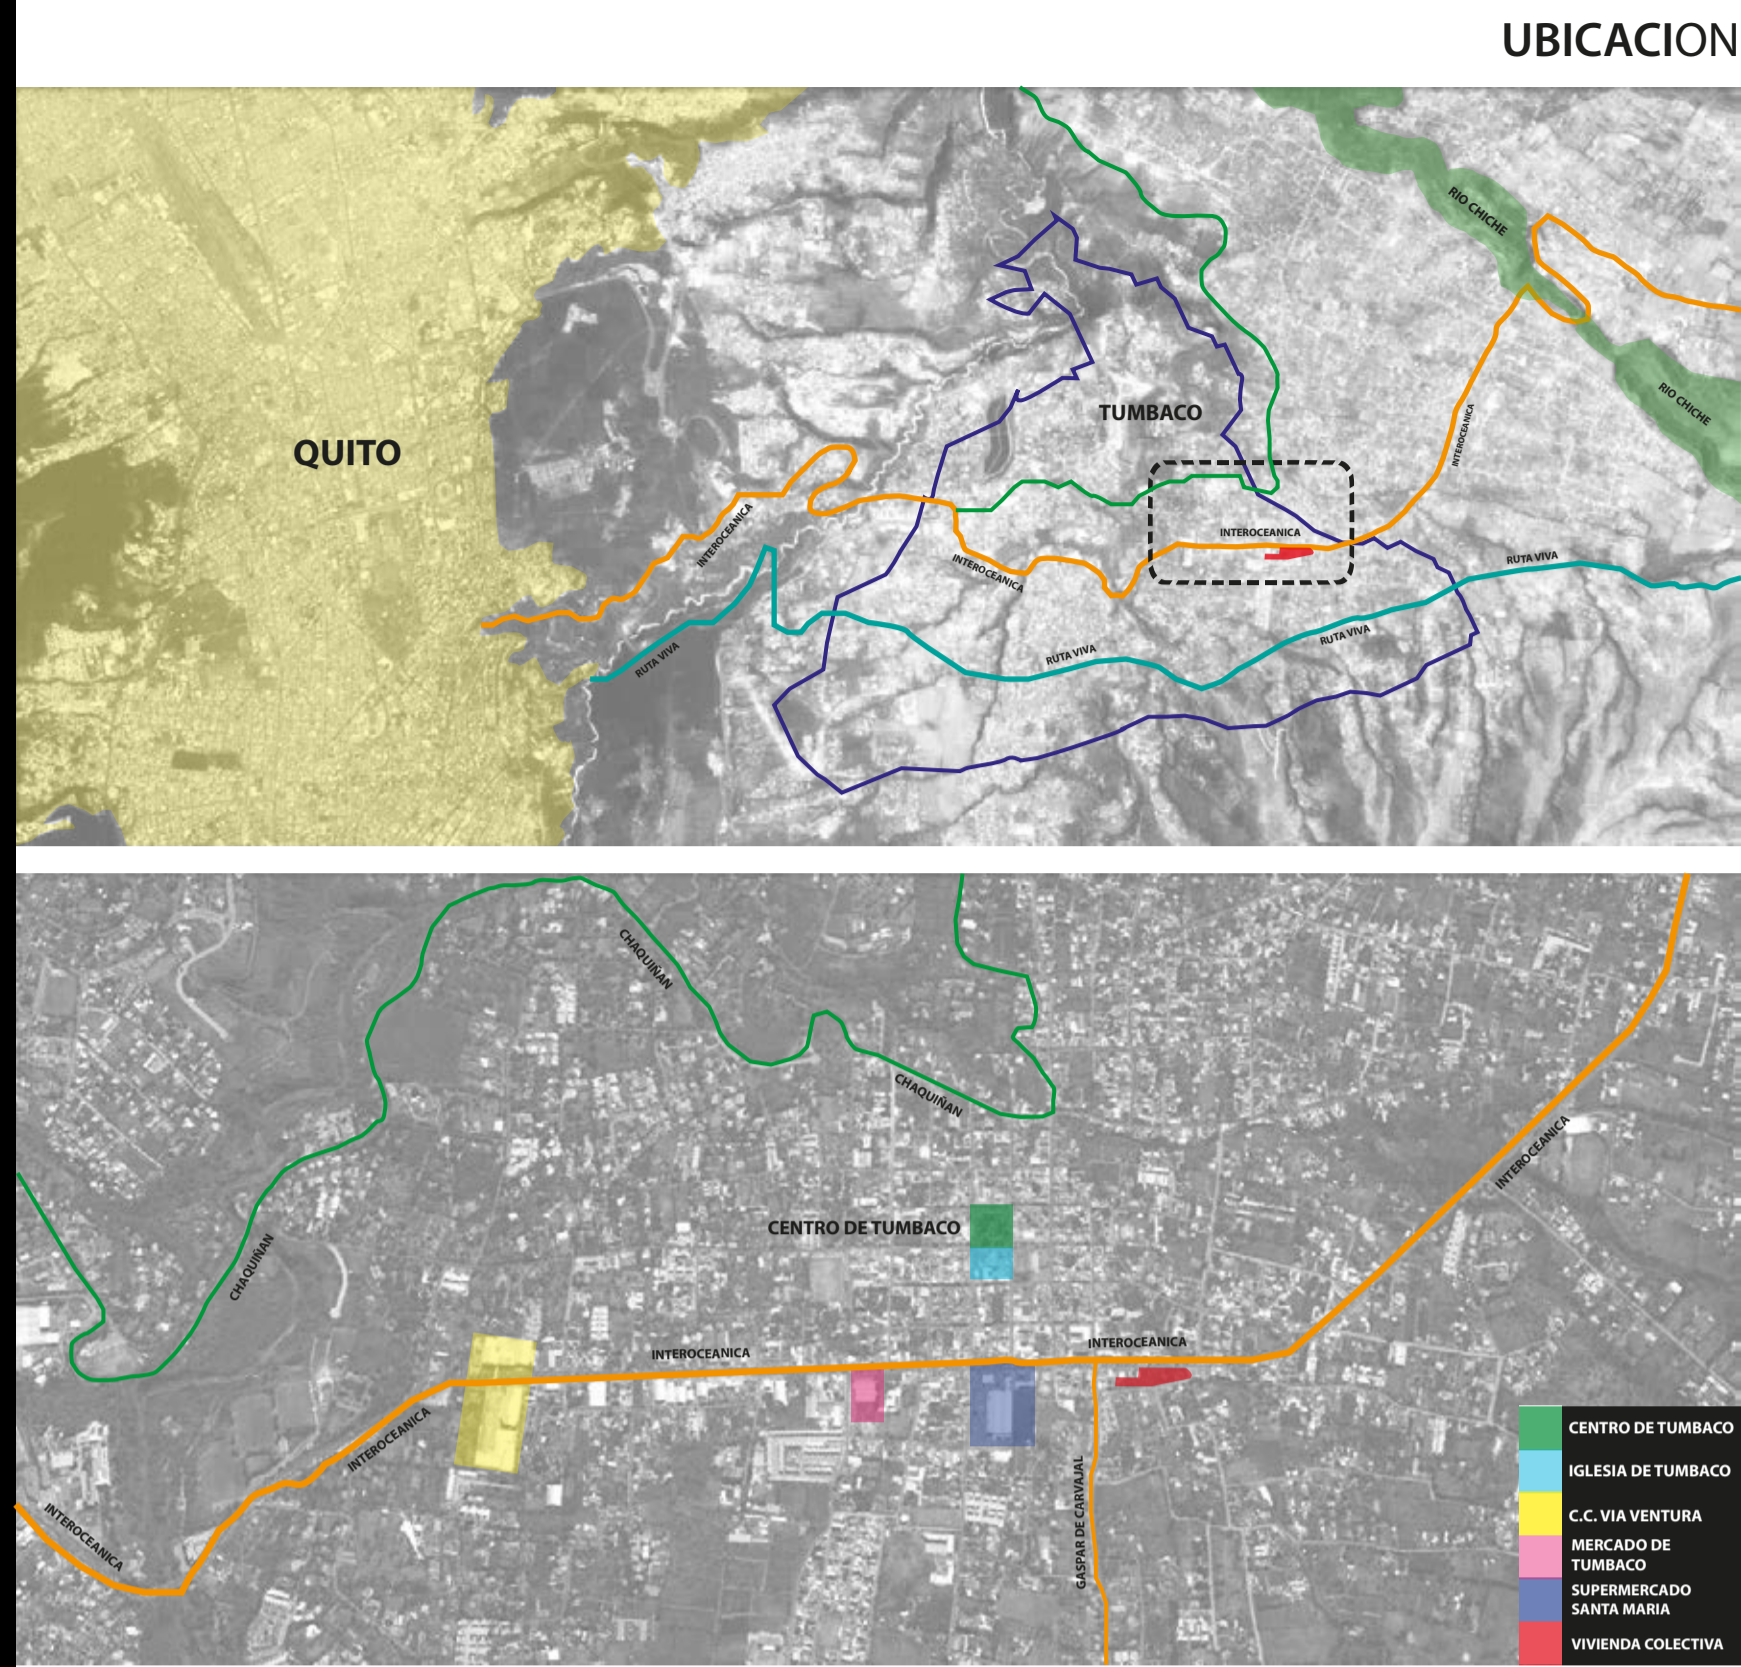 UBICACION
RIO CHICHE
RIO CHICHE
TUMBACO
QUITO
INTEROCEANICA
INTEROCEANICA
INTEROCEANICA
INTEROCEANICA
RUTA VIVA
RUTA VIVA
RUTA VIVA
RUTA VIVA
CHAQUIÑAN
CHAQUIÑAN
INTEROCEANICA
CENTRO DE TUMBACO
CHAQUIÑAN
INTEROCEANICA
INTEROCEANICA
INTEROCEANICA
INTEROCEANICA
GASPAR DE CARVAJAL
CENTRO DE TUMBACO
IGLESIA DE TUMBACO
C.C. VIA VENTURA
MERCADO DE
TUMBACO
SUPERMERCADO
SANTA MARIA
VIVIENDA COLECTIVA